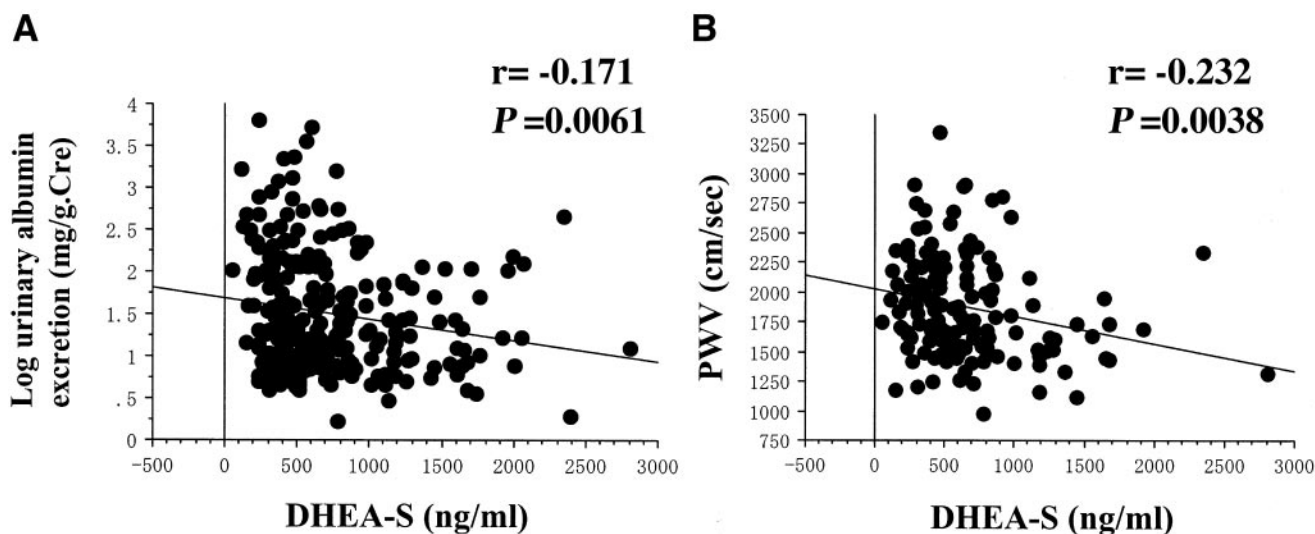 A
r= -0.171
P =0.0061
Log urinary albumin
excretion (mg/g.Cre)
4
3.5
3
2.5
2
1.5
1
.5
0
-500 0 500 1000 1500 2000 2500 3000
DHEA-S (ng/ml)
B
r= -0.232
P =0.0038
PWV (cm/sec)
3500
3250
3000
2750
2500
2250
2000
1750
1500
1250
1000
750
-500 0 500 1000 1500 2000 2500 3000
DHEA-S (ng/ml)